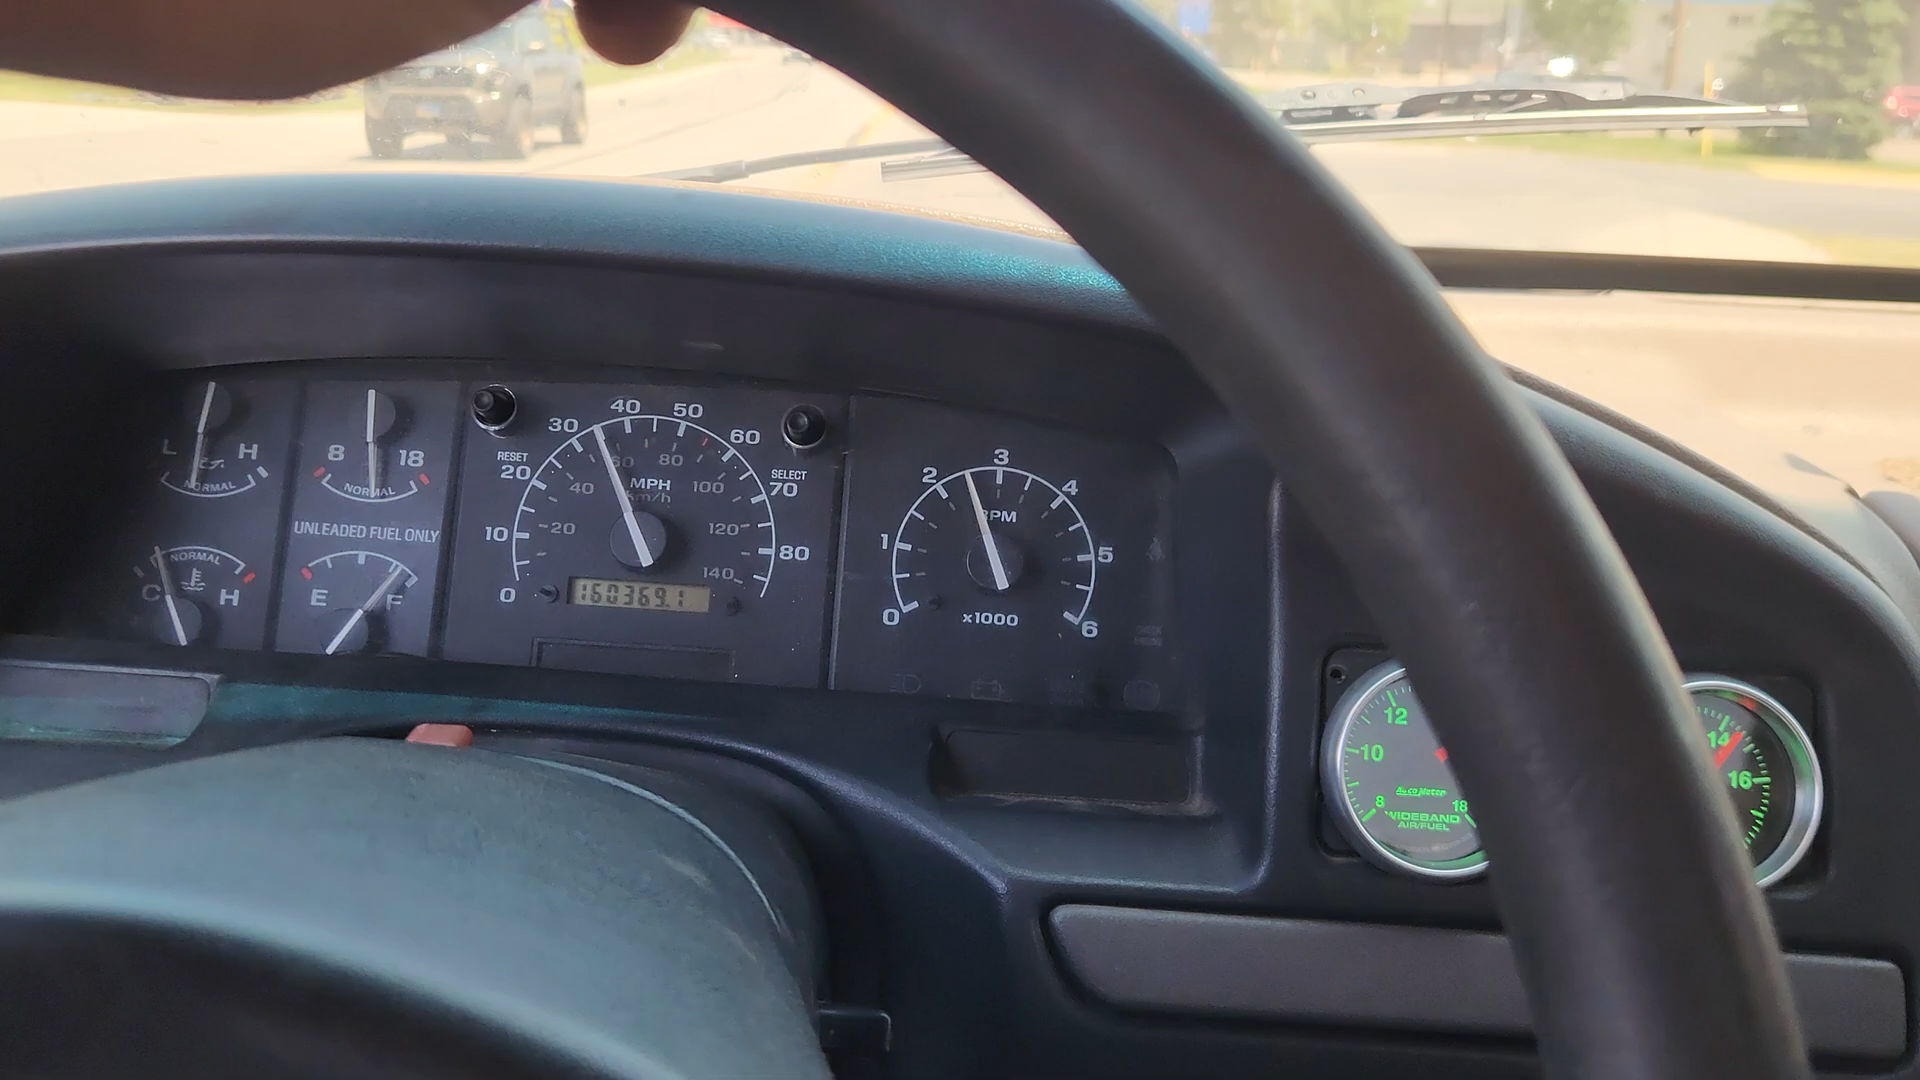 L H
NORMAL
8 18
NORMAL
UNLEADED FUEL ONLY
NORMAL
C H
E F
RESET
0 10 20 30 40 50 60 70 80
SELECT
20 40 60 80 100 120 140
MPH
km/h
160369.1
0 1 2 3 4 5 6
RPM
x1000
12
10
8 18
Auto Meter
WIDEBAND
AIR/FUEL
14
16